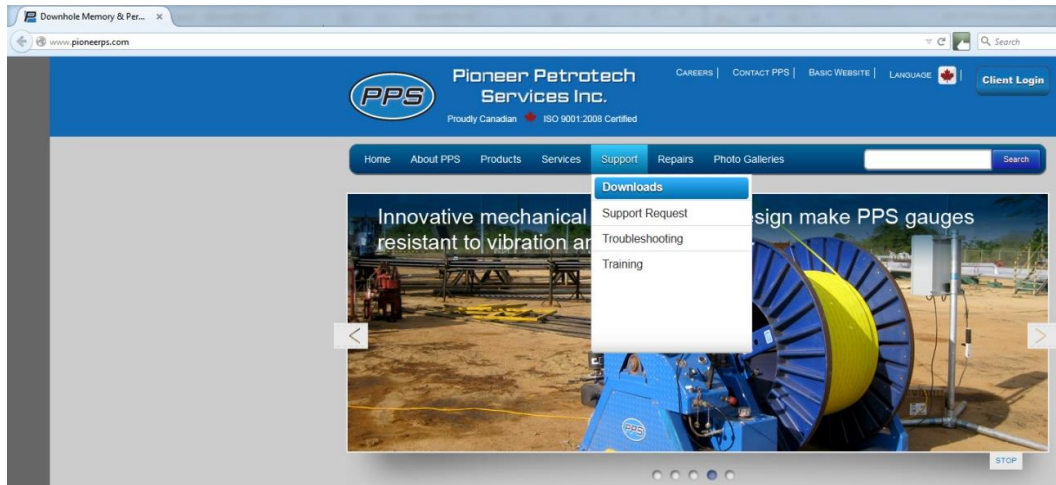 Downhole Memory & Per... ×
www.pioneerps.com
Search
PPS
Pioneer Petrotech
Services Inc.
Proudly Canadian ISO 9001:2008 Certified
CAREERS | CONTACT PPS | BASIC WEBSITE | LANGUAGE |
Client Login
Home About PPS Products Services Support Repairs Photo Galleries
Search
Downloads
Support Request
Troubleshooting
Training
Innovative mechanical sign make PPS gauges
resistant to vibration
PPS
STOP